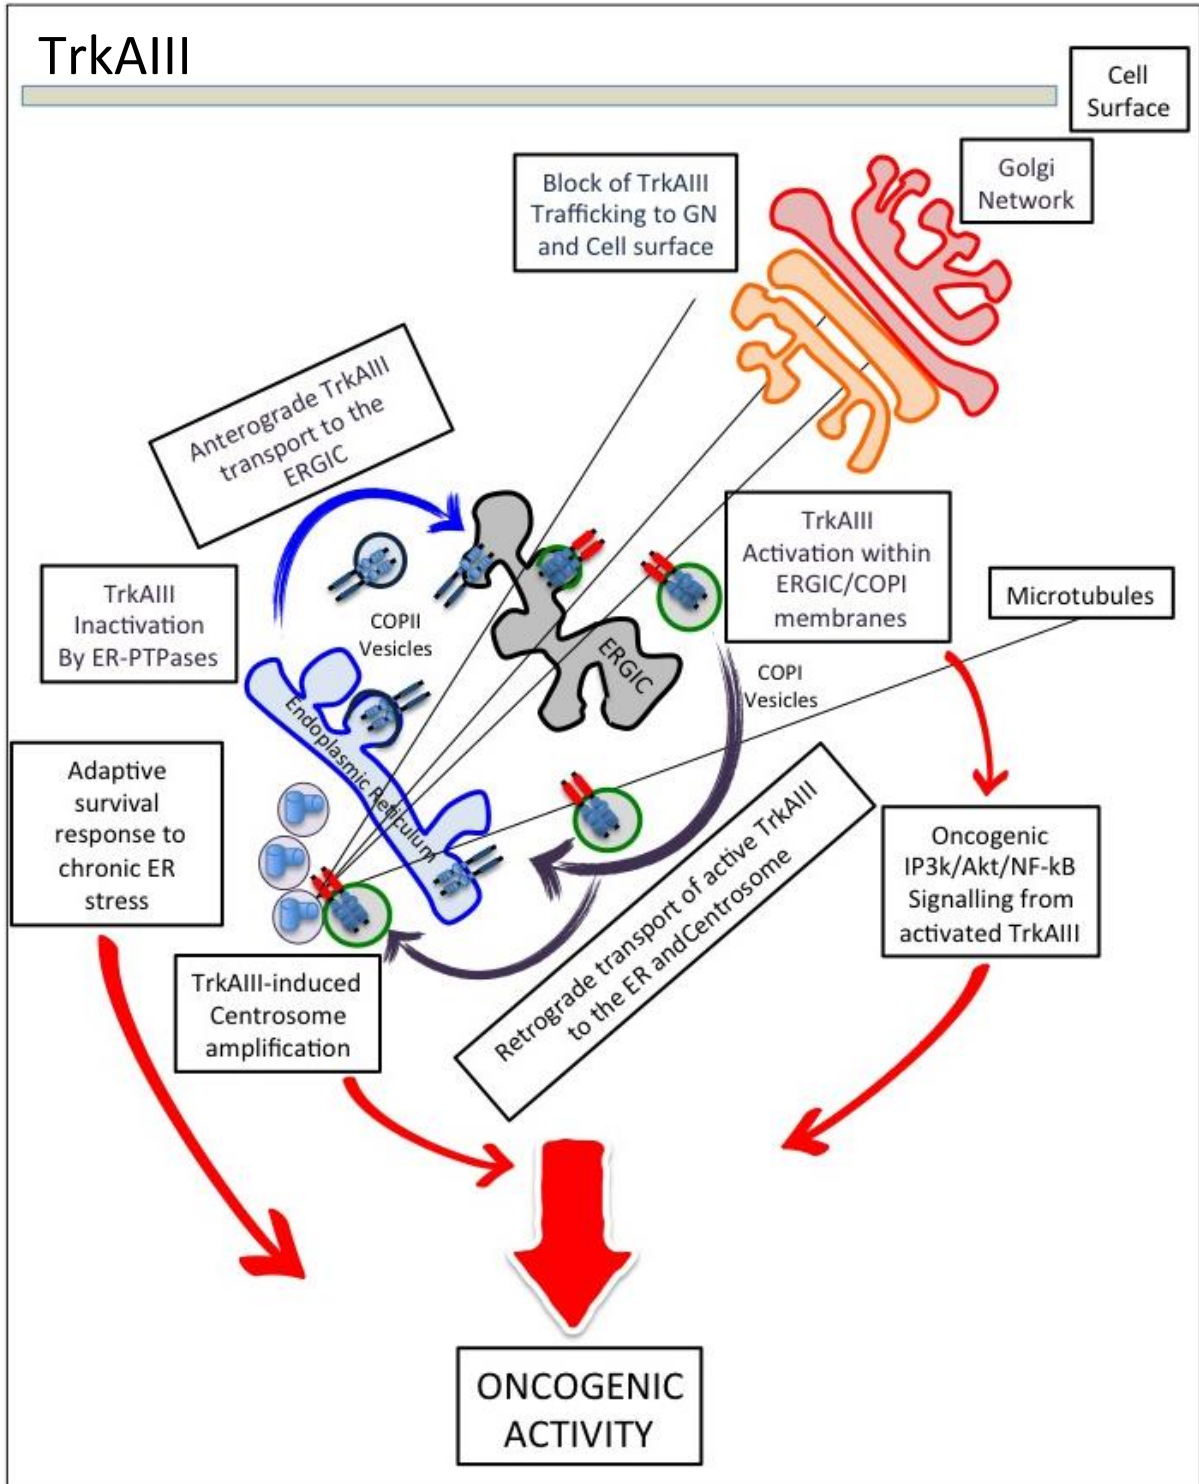 TrkAIII
Cell
Surface
Golgi
Network
Block of TrkAIII
Trafficking to GN
and Cell surface
Anterograde TrkAIII
transport to the
ERGIC
TrkAIII
Activation within
ERGIC/COPI
membranes
Microtubules
TrkAIII
Inactivation
By ER-PTPases
COPII
Vesicles
ERGIC
COPI
Vesicles
Endoplasmic Reticulum
Adaptive
survival
response to
chronic ER
stress
Oncogenic
IP3k/Akt/NF-kB
Signalling from
activated TrkAIII
Retrograde transport of active TrkAIII
to the ER andCentrosome
TrkAIII-induced
Centrosome
amplification
ONCOGENIC
ACTIVITY